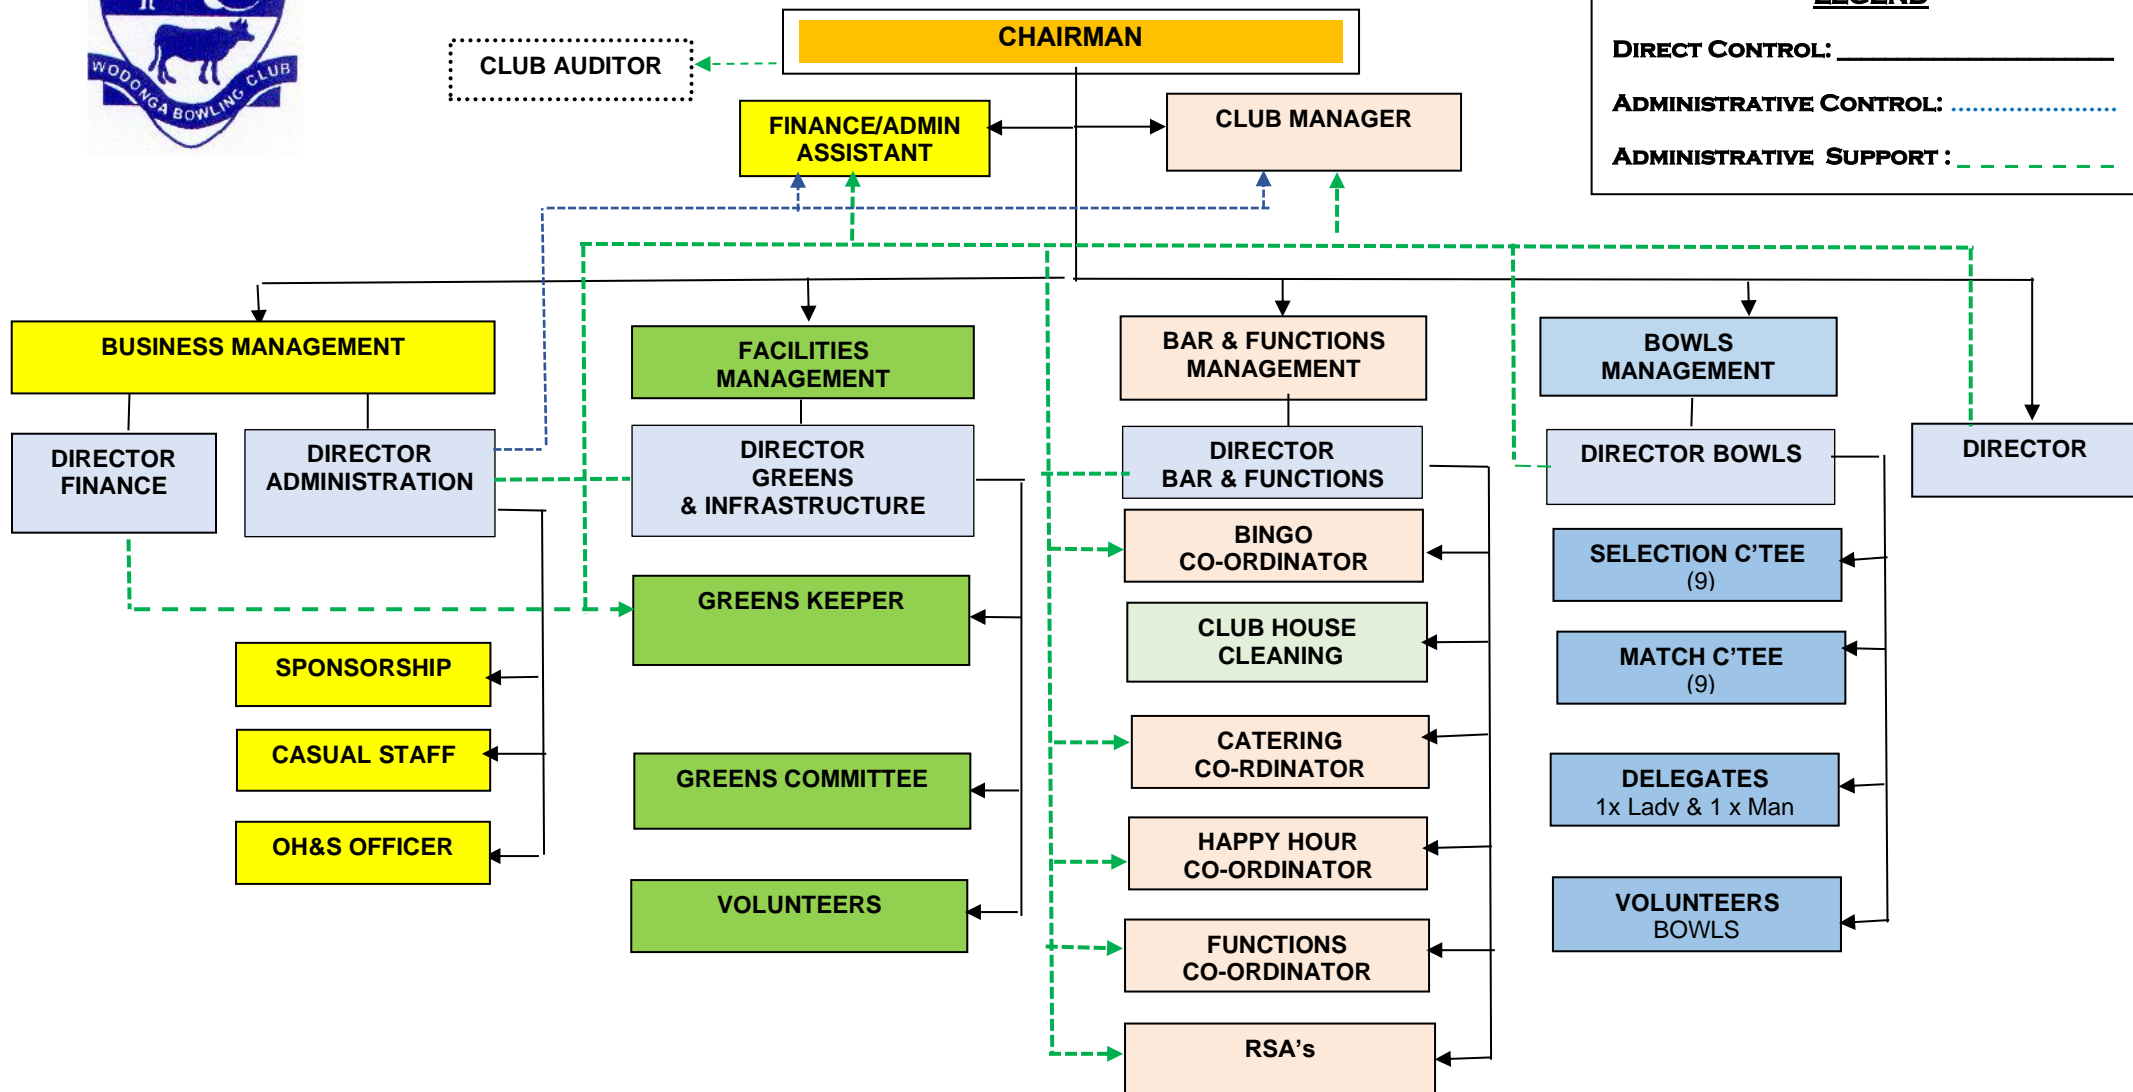 WODONGA BOWLING CLUB
CLUB AUDITOR
CHAIRMAN
LEGEND
DIRECT CONTROL:
ADMINISTRATIVE CONTROL:
ADMINISTRATIVE SUPPORT :
FINANCE/ADMIN
ASSISTANT
CLUB MANAGER
BUSINESS MANAGEMENT
FACILITIES
MANAGEMENT
BAR & FUNCTIONS
MANAGEMENT
BOWLS
MANAGEMENT
DIRECTOR
FINANCE
DIRECTOR
ADMINISTRATION
DIRECTOR
GREENS
& INFRASTRUCTURE
DIRECTOR
BAR & FUNCTIONS
DIRECTOR BOWLS
DIRECTOR
SPONSORSHIP
CASUAL STAFF
OH&S OFFICER
GREENS KEEPER
GREENS COMMITTEE
VOLUNTEERS
BINGO
CO-ORDINATOR
CLUB HOUSE
CLEANING
CATERING
CO-RDINATOR
HAPPY HOUR
CO-ORDINATOR
FUNCTIONS
CO-ORDINATOR
RSA's
SELECTION C'TEE
(9)
MATCH C'TEE
(9)
DELEGATES
1x Lady & 1 x Man
VOLUNTEERS
BOWLS